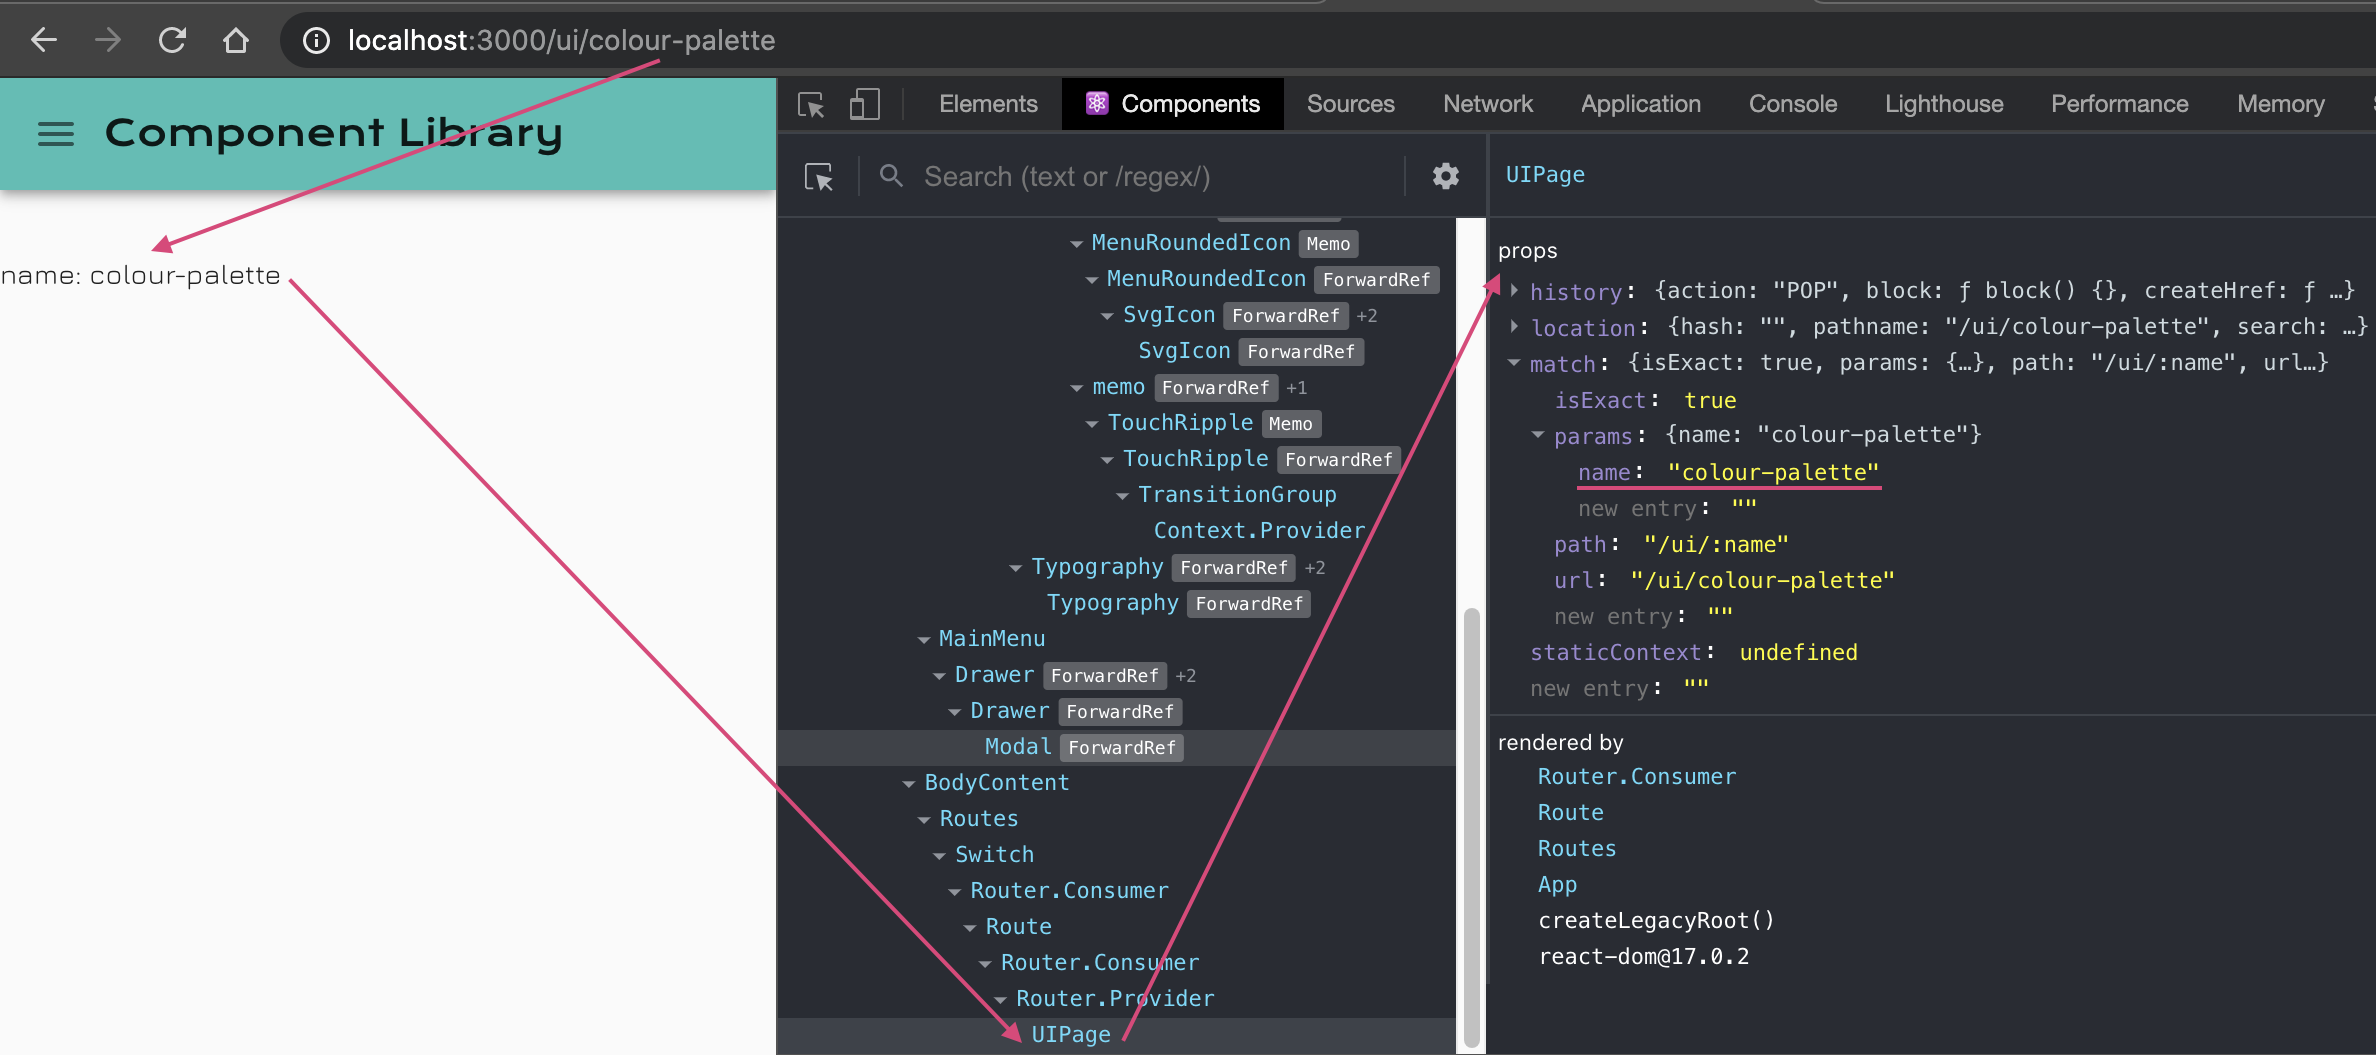 localhost:3000/ui/colour-palette
Component Library
name: colour-palette
Elements Components Sources Network Application Console Lighthouse Performance Memory
Search (text or /regex/)
MenuRoundedIcon Memo
MenuRoundedIcon ForwardRef
SvgIcon ForwardRef +2
SvgIcon ForwardRef
memo ForwardRef +1
TouchRipple Memo
TouchRipple ForwardRef
TransitionGroup
Context.Provider
Typography ForwardRef +2
Typography ForwardRef
MainMenu
Drawer ForwardRef +2
Drawer ForwardRef
Modal ForwardRef
BodyContent
Routes
Switch
Router.Consumer
Route
Router.Consumer
Router.Provider
UIPage
UIPage
props
history: {action: "POP", block: ƒ block() {}, createHref: ƒ …}
location: {hash: "", pathname: "/ui/colour-palette", search: …}
match: {isExact: true, params: {…}, path: "/ui/:name", url…}
isExact: true
params: {name: "colour-palette"}
name: "colour-palette"
new entry: ""
path: "/ui/:name"
url: "/ui/colour-palette"
new entry: ""
staticContext: undefined
new entry: ""
rendered by
Router.Consumer
Route
Routes
App
createLegacyRoot()
react-dom@17.0.2